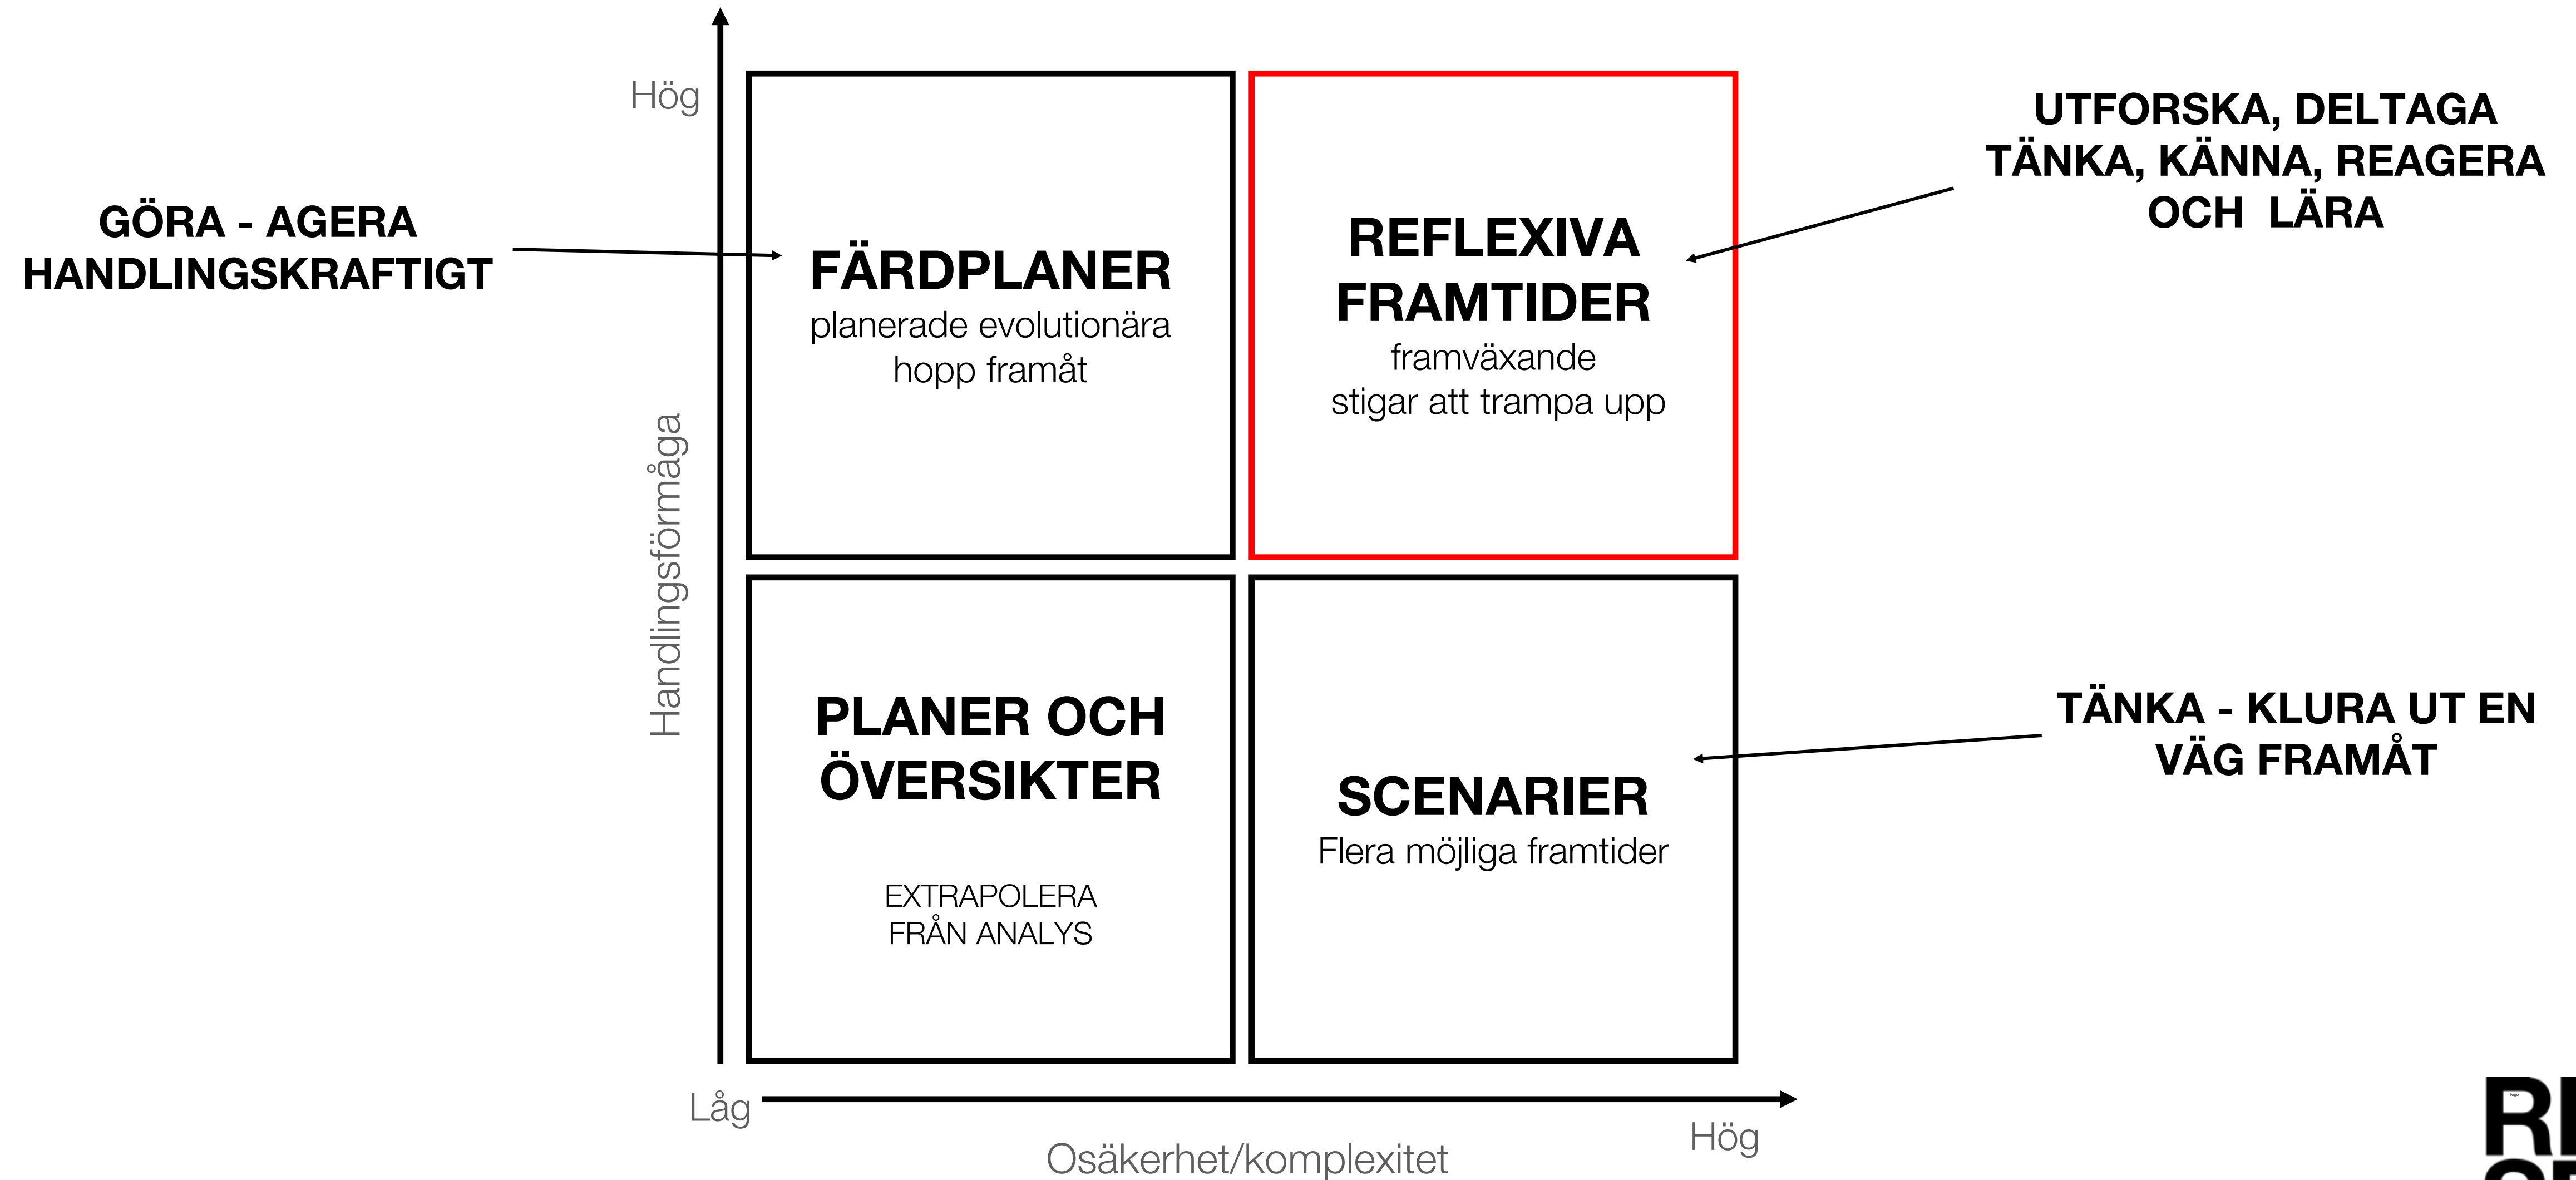 Hög
GÖRA - AGERA
HANDLINGSKRAFTIGT
FÄRDPLANER
planerade evolutionära
hopp framåt
REFLEXIVA
FRAMTIDER
framväxande
stigar att trampa upp
UTFORSKA, DELTAGA
TÄNKA, KÄNNA, REAGERA
OCH  LÄRA
Handlingsförmåga
PLANER OCH
ÖVERSIKTER
EXTRAPOLERA
FRÅN ANALYS
SCENARIER
Flera möjliga framtider
TÄNKA - KLURA UT EN
VÄG FRAMÅT
Låg
Hög
Osäkerhet/komplexitet